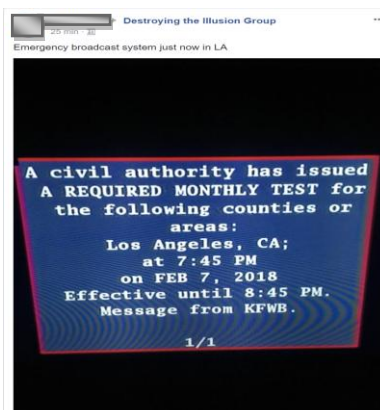 Destroying the Illusion Group
25 min
Emergency broadcast system just now in LA
A civil authority has issued
A REQUIRED MONTHLY TEST for
the following counties or
areas:
Los Angeles, CA;
at 7:45 PM
on FEB 7, 2018
Effective until 8:45 PM.
Message from KFWB.
1/1